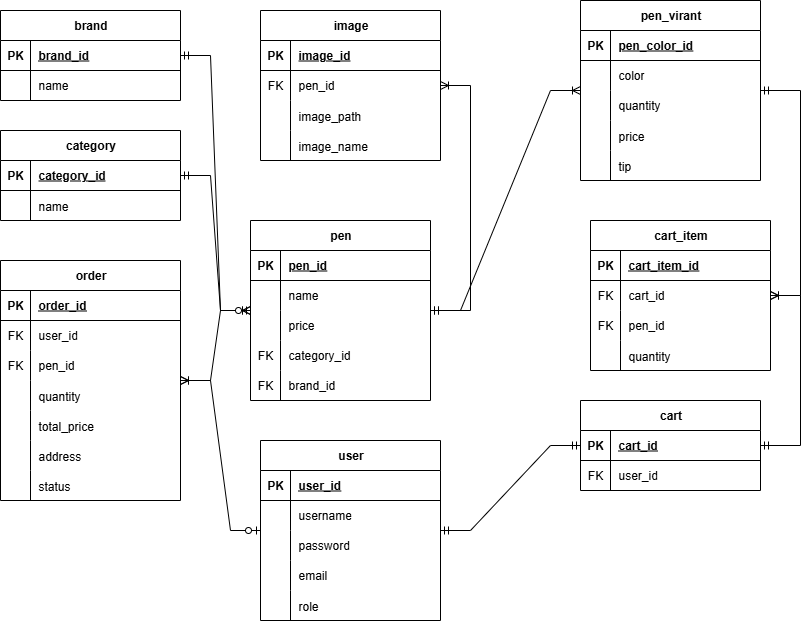 brand
PK brand_id
name
category
PK category_id
name
order
PK order_id
FK user_id
FK pen_id
quantity
total_price
address
status
image
PK image_id
FK pen_id
image_path
image_name
pen
PK pen_id
name
price
FK category_id
FK brand_id
user
PK user_id
username
password
email
role
pen_virant
PK pen_color_id
color
quantity
price
tip
cart_item
PK cart_item_id
FK cart_id
FK pen_id
quantity
cart
PK cart_id
FK user_id